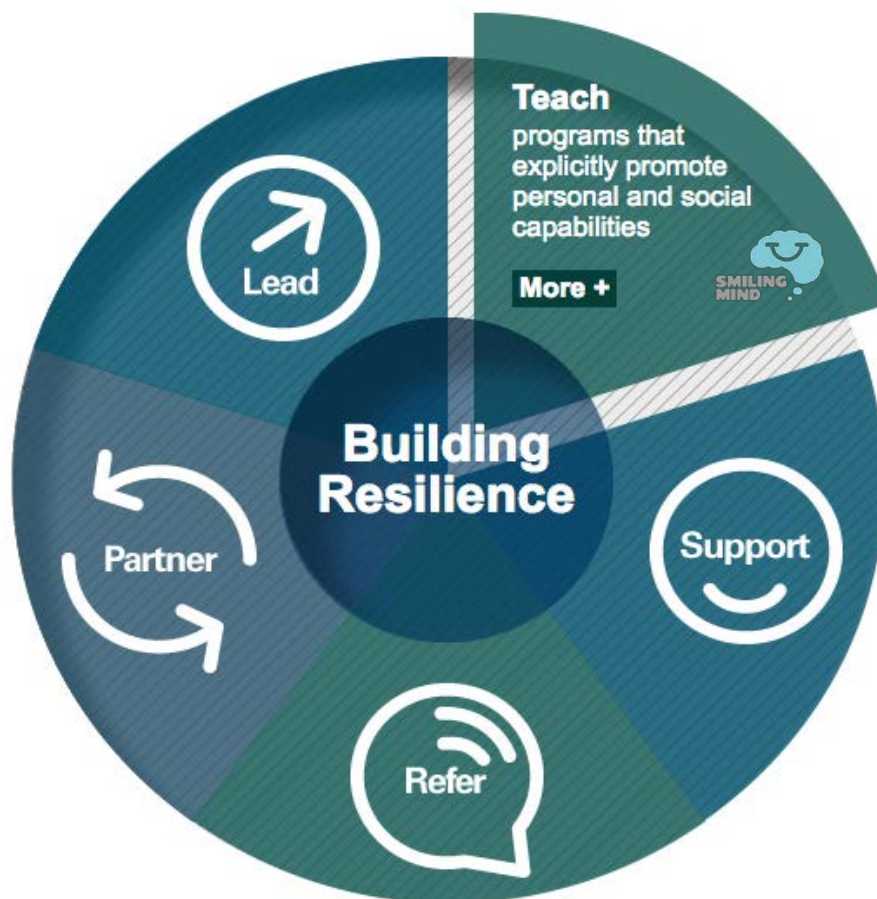 Teach
programs that
explicitly promote
personal and social
capabilities
More +
SMILING
MIND
Lead
Building
Resilience
Support
Partner
Refer